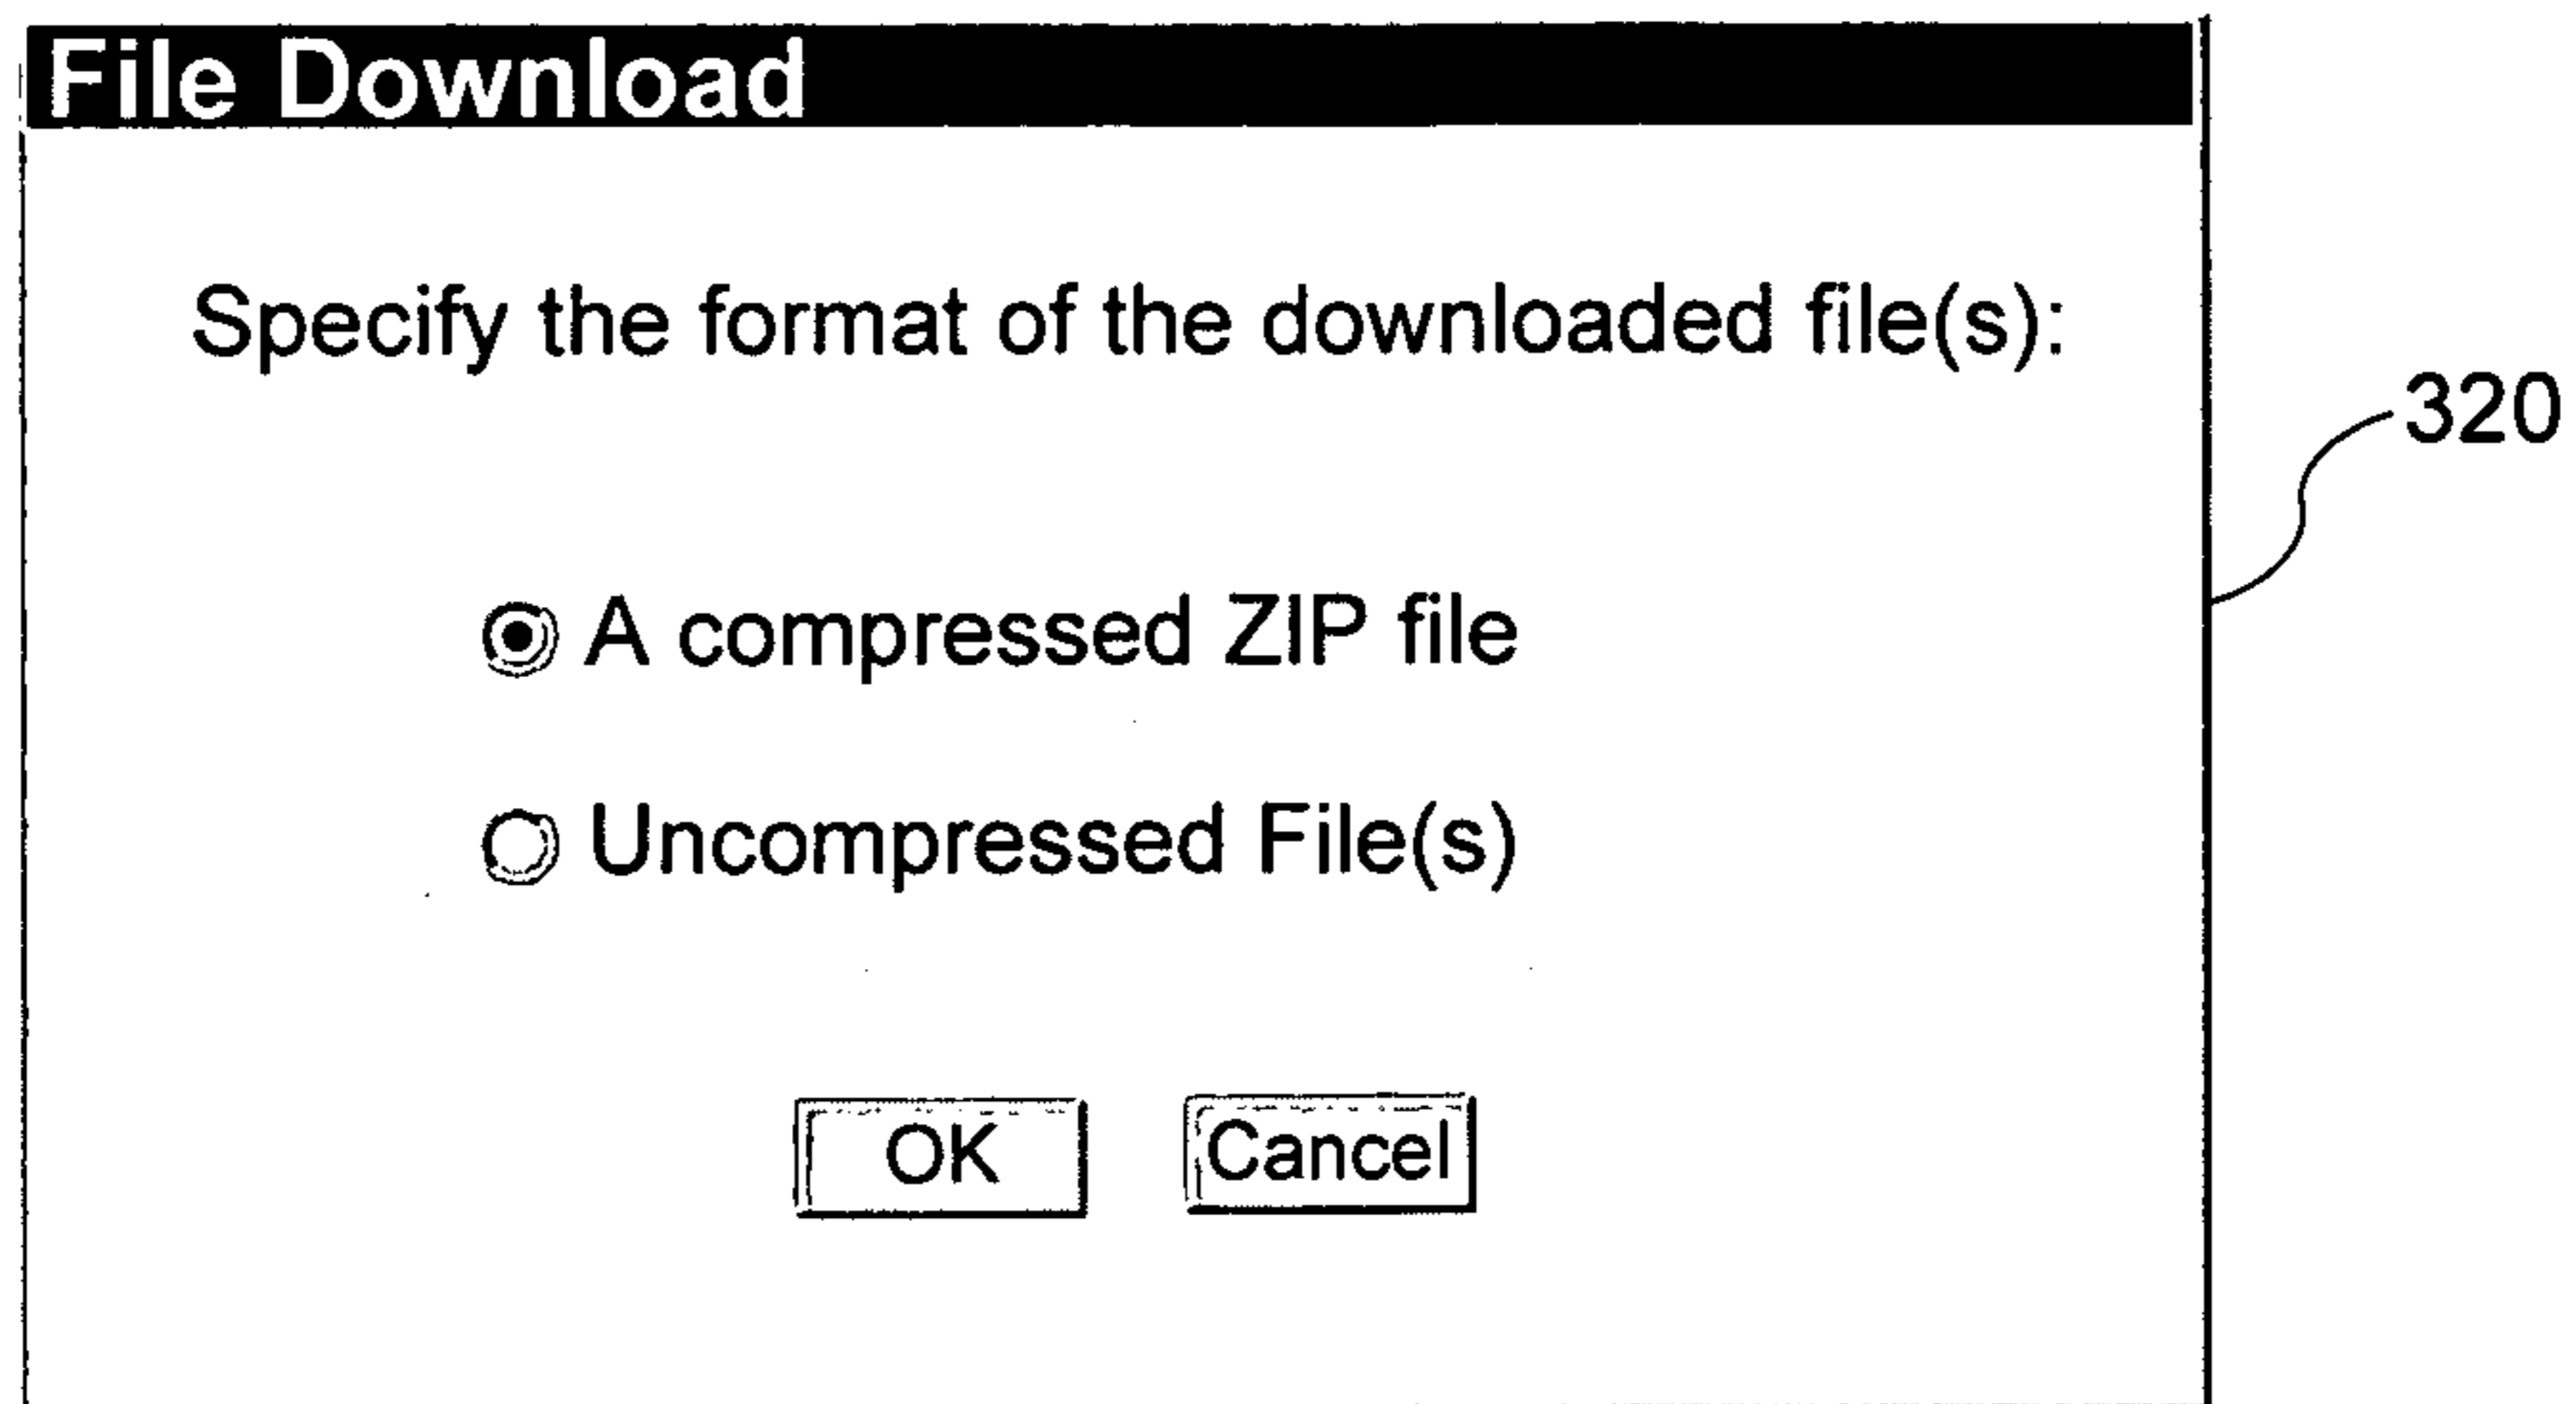 File Download
Specify the format of the downloaded file(s):
320
A compressed ZIP file
Uncompressed File(s)
OK Cancel